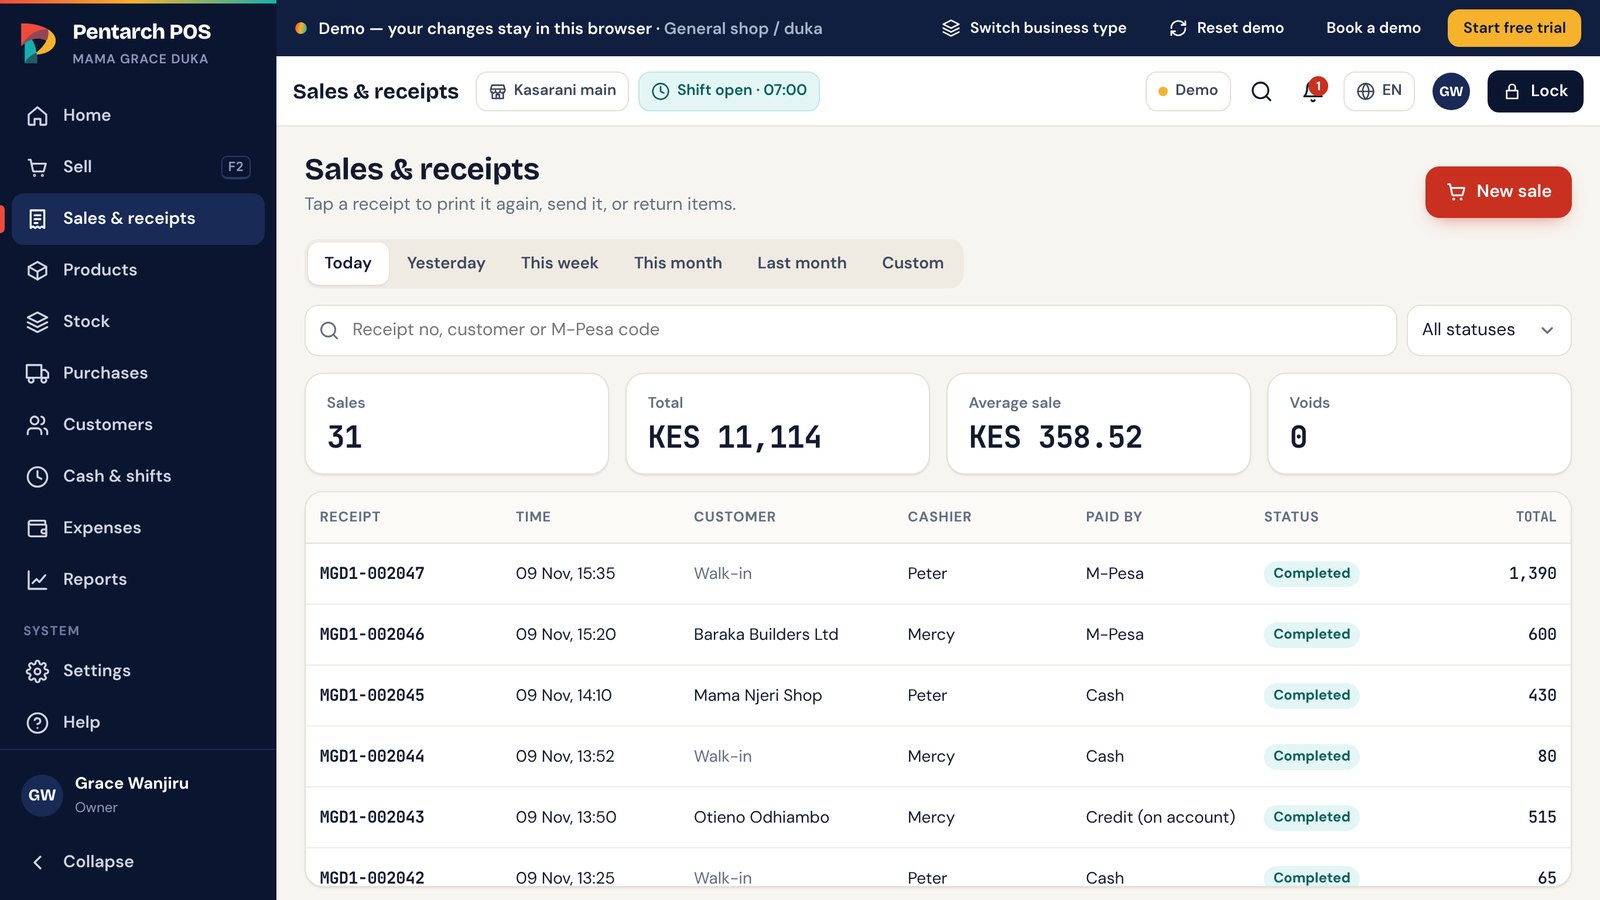 Pentarch POS
MAMA GRACE DUKA
Home
Sell F2
Sales & receipts
Products
Stock
Purchases
Customers
Cash & shifts
Expenses
Reports
SYSTEM
Settings
Help
GW Grace Wanjiru
Owner
Collapse
Demo — your changes stay in this browser · General shop / duka
Switch business type
Reset demo
Book a demo
Start free trial
Sales & receipts
Kasarani main
Shift open · 07:00
Demo
1
EN
GW
Lock
Sales & receipts
Tap a receipt to print it again, send it, or return items.
New sale
Today Yesterday This week This month Last month Custom
Receipt no, customer or M-Pesa code
All statuses
Sales
31
Total
KES 11,114
Average sale
KES 358.52
Voids
0
RECEIPT TIME CUSTOMER CASHIER PAID BY STATUS TOTAL
MGD1-002047 09 Nov, 15:35 Walk-in Peter M-Pesa Completed 1,390
MGD1-002046 09 Nov, 15:20 Baraka Builders Ltd Mercy M-Pesa Completed 600
MGD1-002045 09 Nov, 14:10 Mama Njeri Shop Peter Cash Completed 430
MGD1-002044 09 Nov, 13:52 Walk-in Mercy Cash Completed 80
MGD1-002043 09 Nov, 13:50 Otieno Odhiambo Mercy Credit (on account) Completed 515
MGD1-002042 09 Nov, 13:25 Walk-in Peter Cash Completed 65